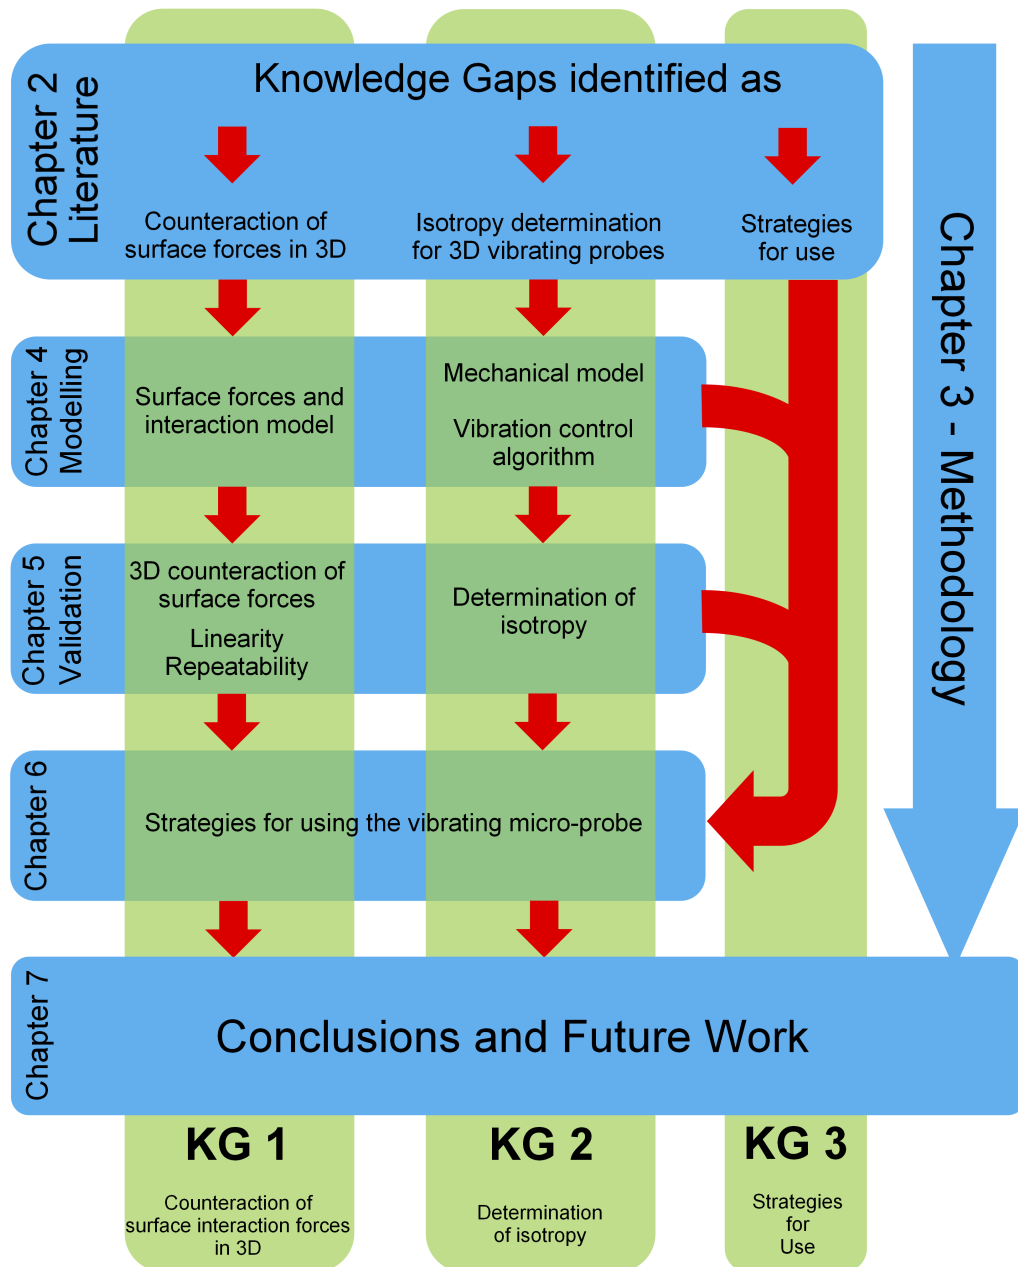 Chapter 2
Literature
Knowledge Gaps identified as
Counteraction of
surface forces in 3D
Isotropy determination
for 3D vibrating probes
Strategies
for use
Chapter 3 - Methodology
Chapter 4
Modelling
Surface forces and
interaction model
Mechanical model
Vibration control
algorithm
Chapter 5
Validation
3D counteraction of
surface forces
Linearity
Repeatability
Determination of
isotropy
Chapter 6
Strategies for using the vibrating micro-probe
Chapter 7
Conclusions and Future Work
KG 1
Counteraction of
surface interaction forces
in 3D
KG 2
Determination
of isotropy
KG 3
Strategies
for
Use